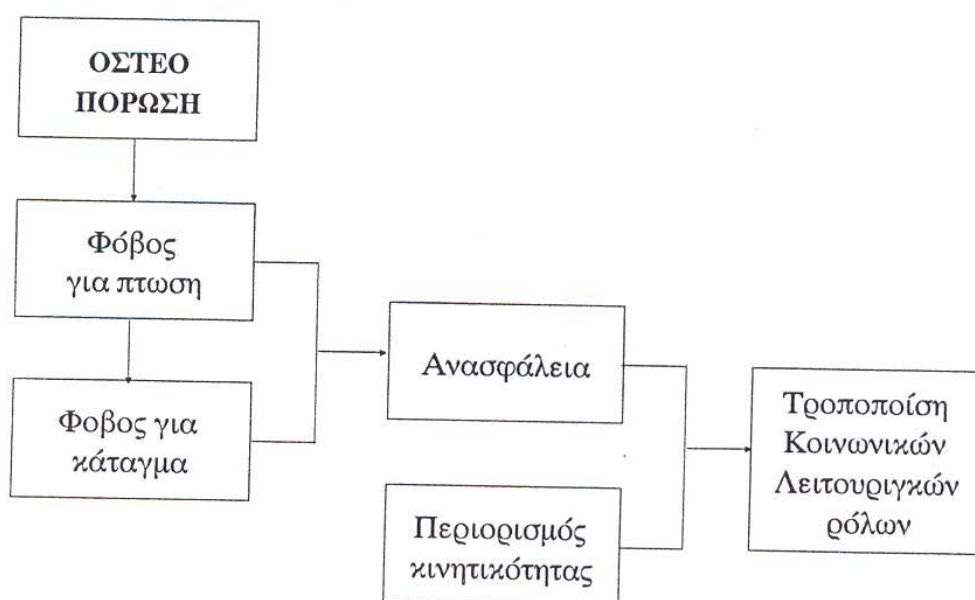 ΟΣΤΕΟ
ΠΟΡΩΣΗ
Φόβος
για πτωση
Φοβος για
κάταγμα
Ανασφάλεια
Περιορισμός
κινητικότητας
Τροποποίση
Κοινωνικών
Λειτουριγκών
ρόλων